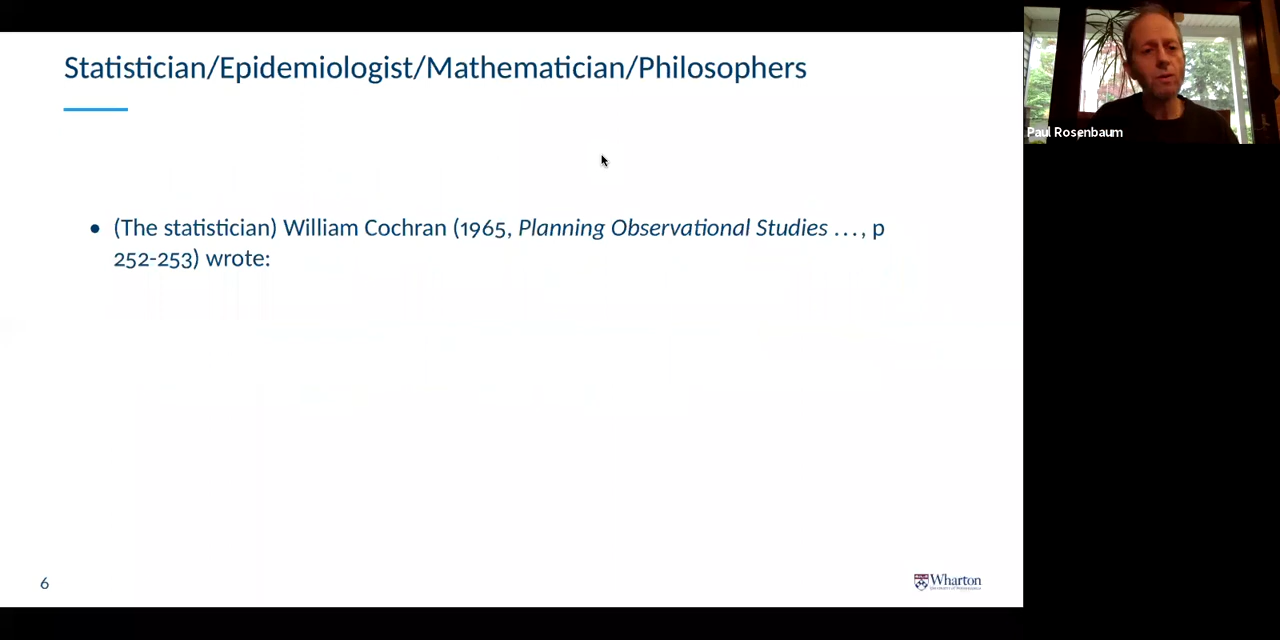 Statistician/Epidemiologist/Mathematician/Philosophers
Paul Rosenbaum
• (The statistician) William Cochran (1965, Planning Observational Studies ..., p
252-253) wrote:
6
Wharton